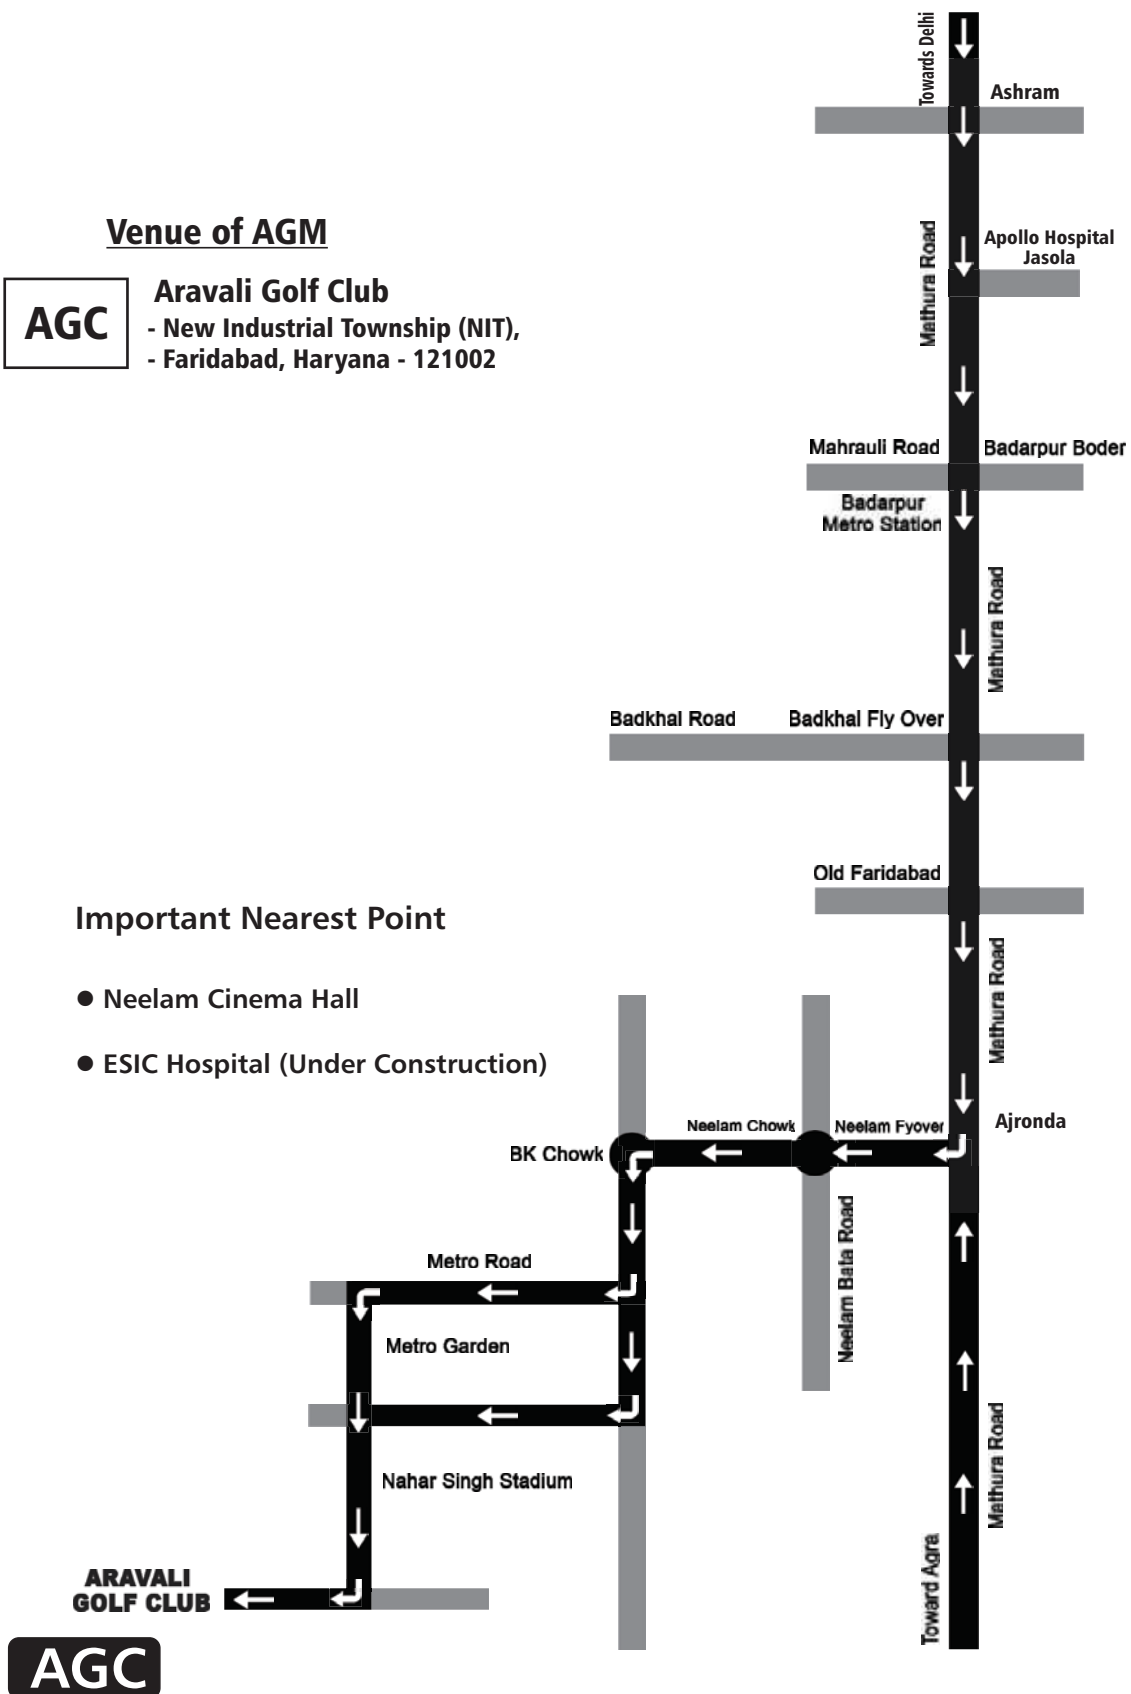 Towards Delhi
Ashram
Venue of AGM
Mathura Road
Apollo Hospital
Jasola
AGC
Aravali Golf Club
- New Industrial Township (NIT),
- Faridabad, Haryana - 121002
Mahrauli Road
Badarpur Boder
Badarpur
Metro Station
Mathura Road
Badkhal Road
Badkhal Fly Over
Old Faridabad
Important Nearest Point
Mathura Road
● Neelam Cinema Hall
● ESIC Hospital (Under Construction)
Neelam Chowk
Neelam Fyover
Ajronda
BK Chowk
Neelam Bata Road
Metro Road
Metro Garden
Mathura Road
Nahar Singh Stadium
Toward Agra
ARAVALI
GOLF CLUB
AGC